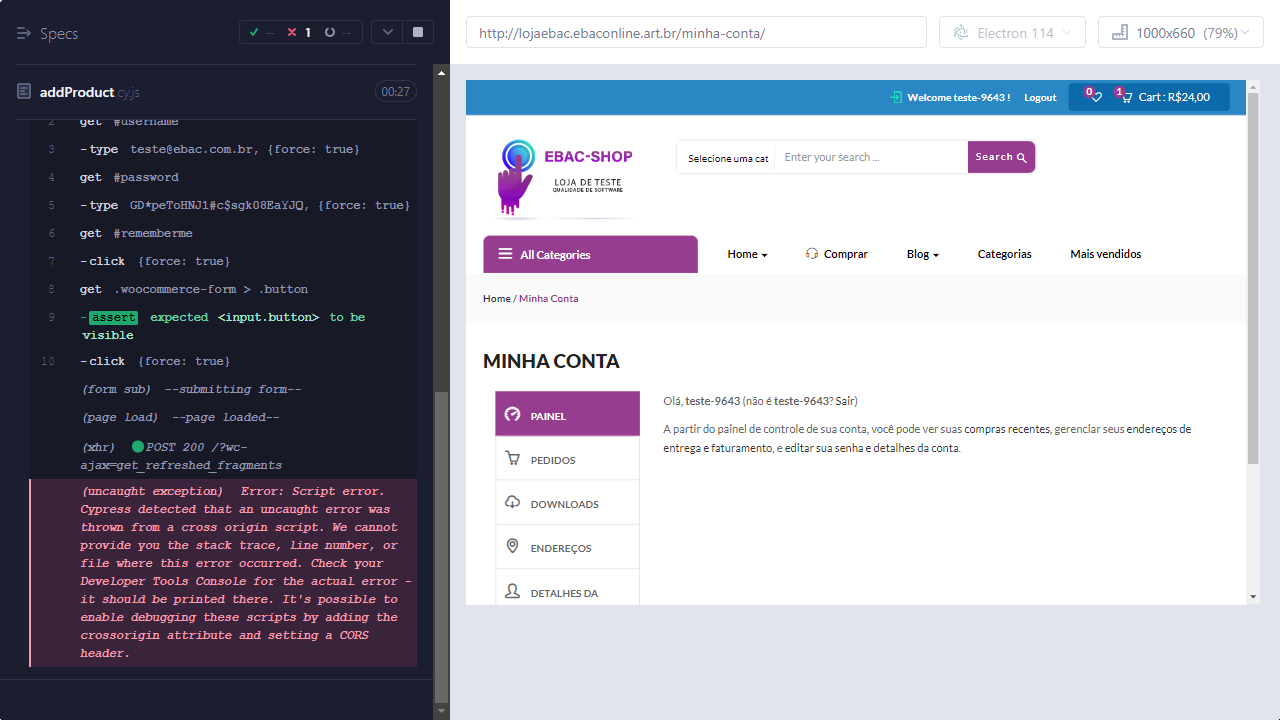 Specs
-- 1 --
addProduct.cy.js
00:27
2 get #username
3 -type teste@ebac.com.br, {force: true}
4 get #password
5 -type GD*peToHNJ1#c$sgk08EaYJQ, {force: true}
6 get #rememberme
7 -click {force: true}
8 get .woocommerce-form > .button
9 -assert expected <input.button> to be
visible
10 -click {force: true}
(form sub) --submitting form--
(page load) --page loaded--
(xhr) POST 200 /?wc-
ajax=get_refreshed_fragments
(uncaught exception) Error: Script error.
Cypress detected that an uncaught error was
thrown from a cross origin script. We cannot
provide you the stack trace, line number, or
file where this error occurred. Check your
Developer Tools Console for the actual error -
it should be printed there. It's possible to
enable debugging these scripts by adding the
crossorigin attribute and setting a CORS
header.
http://lojaebac.ebaconline.art.br/minha-conta/
Electron 114
1000x660 (79%)
Welcome teste-9643 !
Logout
0
1
Cart : R$24,00
EBAC-SHOP
LOJA DE TESTE
QUALIDADE DE SOFTWARE
Selecione uma cat
Enter your search ...
Search
All Categories
Home
Comprar
Blog
Categorias
Mais vendidos
Home / Minha Conta
MINHA CONTA
PAINEL
PEDIDOS
DOWNLOADS
ENDEREÇOS
DETALHES DA
Olá, teste-9643 (não é teste-9643? Sair)
A partir do painel de controle de sua conta, você pode ver suas compras recentes, gerenciar seus endereços de
entrega e faturamento, e editar sua senha e detalhes da conta.